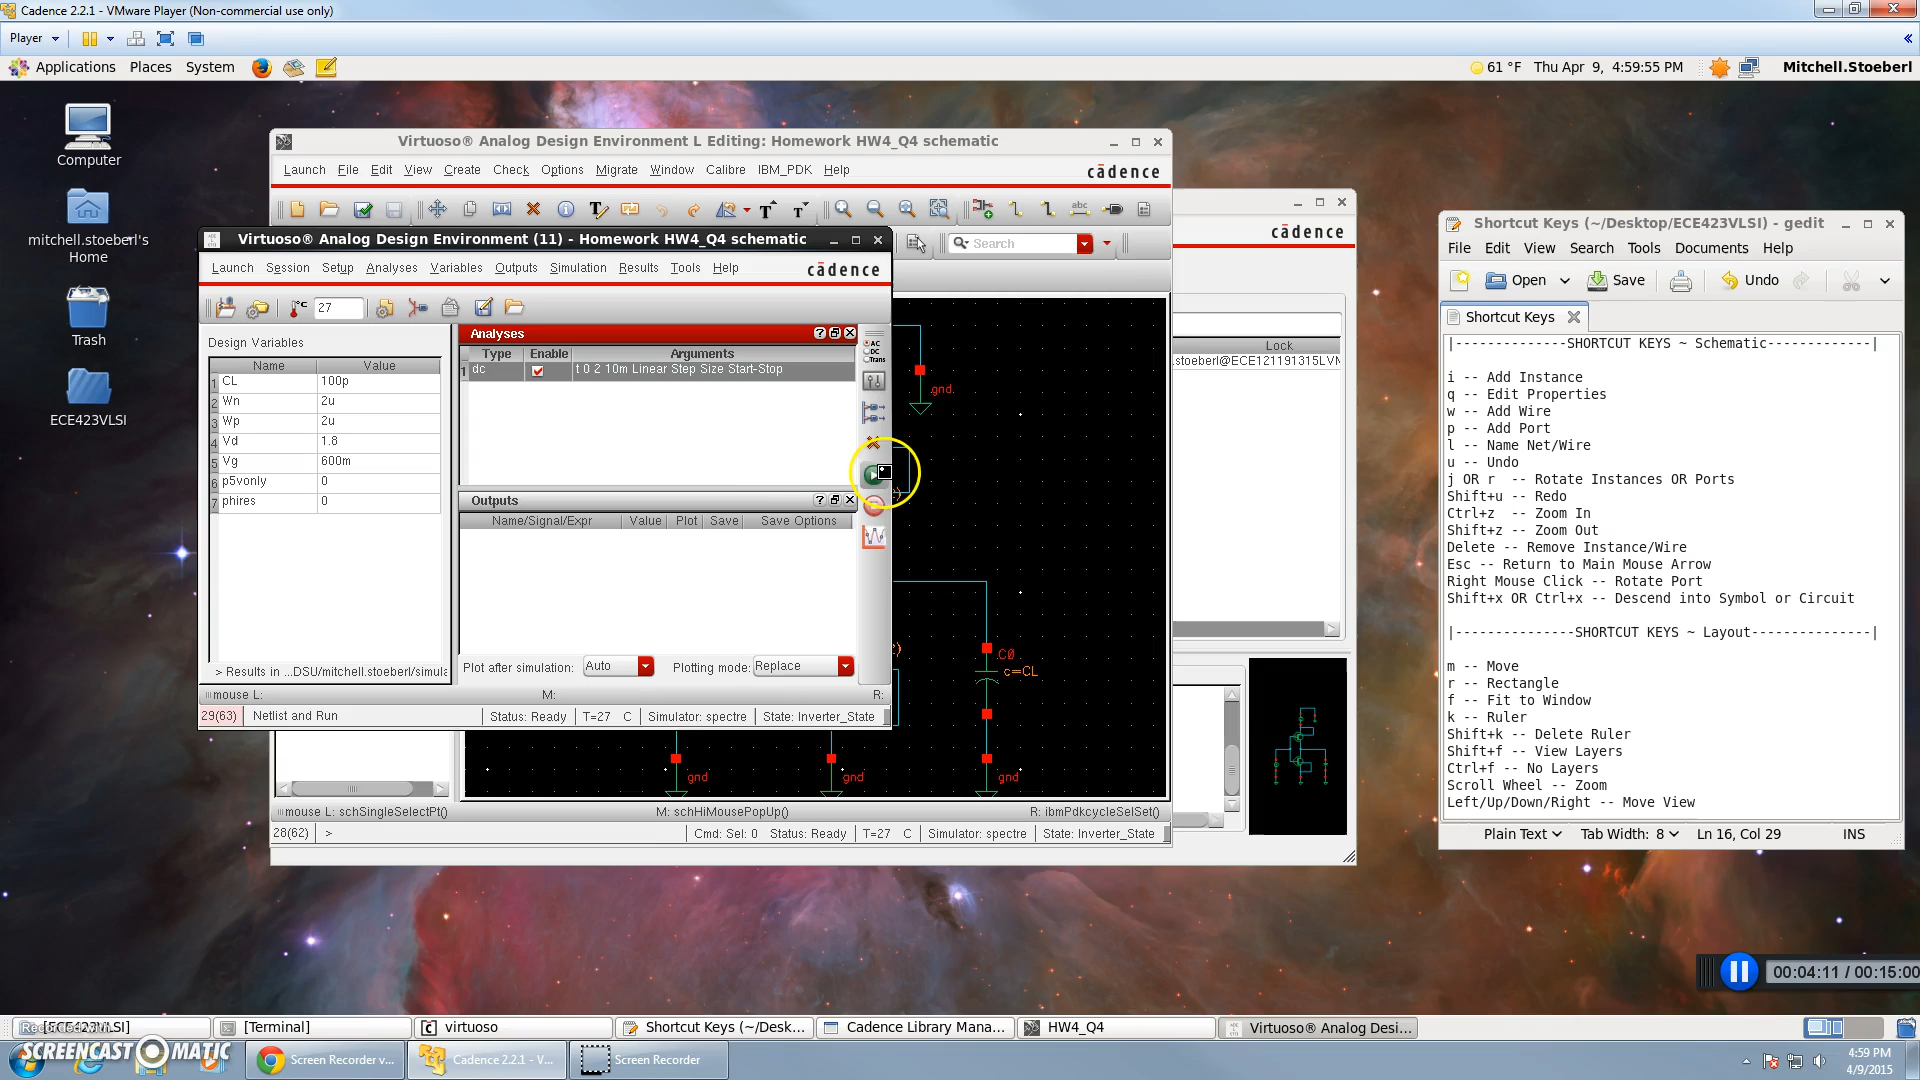 Cadence 2.2.1 - VMware Player (Non-commercial use only)
Player
Applications Places System
61 °F Thu Apr 9, 4:59:55 PM Mitchell.Stoeberl
Computer
mitchell.stoeberl's
Home
Trash
ECE423VLSI
Virtuoso® Analog Design Environment L Editing: Homework HW4_Q4 schematic
Launch File Edit View Create Check Options Migrate Window Calibre IBM_PDK Help
cādence
Search
cādence
Lock
.stoeberl@ECE121191315LVM
Virtuoso® Analog Design Environment (11) - Homework HW4_Q4 schematic
Launch Session Setup Analyses Variables Outputs Simulation Results Tools Help
cādence
°C 27
Design Variables
Name Value
1 CL 100p
2 Wn 2u
3 Wp 2u
4 Vd 1.8
5 Vg 600m
6 p5vonly 0
7 phires 0
> Results in ...DSU/mitchell.stoeberl/simula
Analyses
Type Enable Arguments
1 dc t 0 2 10m Linear Step Size Start-Stop
AC
DC
Trans
Outputs
Name/Signal/Expr Value Plot Save Save Options
Plot after simulation: Auto Plotting mode: Replace
mouse L: M: R:
29(63) Netlist and Run Status: Ready T=27 C Simulator: spectre State: Inverter_State
gnd
C0
c=CL
gnd gnd gnd
mouse L: schSingleSelectPt() M: schHiMousePopUp() R: ibmPdkcycleSelSet()
28(62) > Cmd: Sel: 0 Status: Ready T=27 C Simulator: spectre State: Inverter_State
Shortcut Keys (~/Desktop/ECE423VLSI) - gedit
File Edit View Search Tools Documents Help
Open Save Undo
Shortcut Keys
|--------------SHORTCUT KEYS ~ Schematic-------------|
i -- Add Instance
q -- Edit Properties
w -- Add Wire
p -- Add Port
l -- Name Net/Wire
u -- Undo
j OR r -- Rotate Instances OR Ports
Shift+u -- Redo
Ctrl+z -- Zoom In
Shift+z -- Zoom Out
Delete -- Remove Instance/Wire
Esc -- Return to Main Mouse Arrow
Right Mouse Click -- Rotate Port
Shift+x OR Ctrl+x -- Descend into Symbol or Circuit
|---------------SHORTCUT KEYS ~ Layout---------------|
m -- Move
r -- Rectangle
f -- Fit to Window
k -- Ruler
Shift+k -- Delete Ruler
Shift+f -- View Layers
Ctrl+f -- No Layers
Scroll Wheel -- Zoom
Left/Up/Down/Right -- Move View
Plain Text Tab Width: 8 Ln 16, Col 29 INS
00:04:11 / 00:15:00
[ECE423VLSI] [Terminal] virtuoso Shortcut Keys (~/Desk... Cadence Library Mana... HW4_Q4 Virtuoso® Analog Desi...
Recorded with
SCREENCAST MATIC
Screen Recorder v... Cadence 2.2.1 - V... Screen Recorder
4:59 PM
4/9/2015